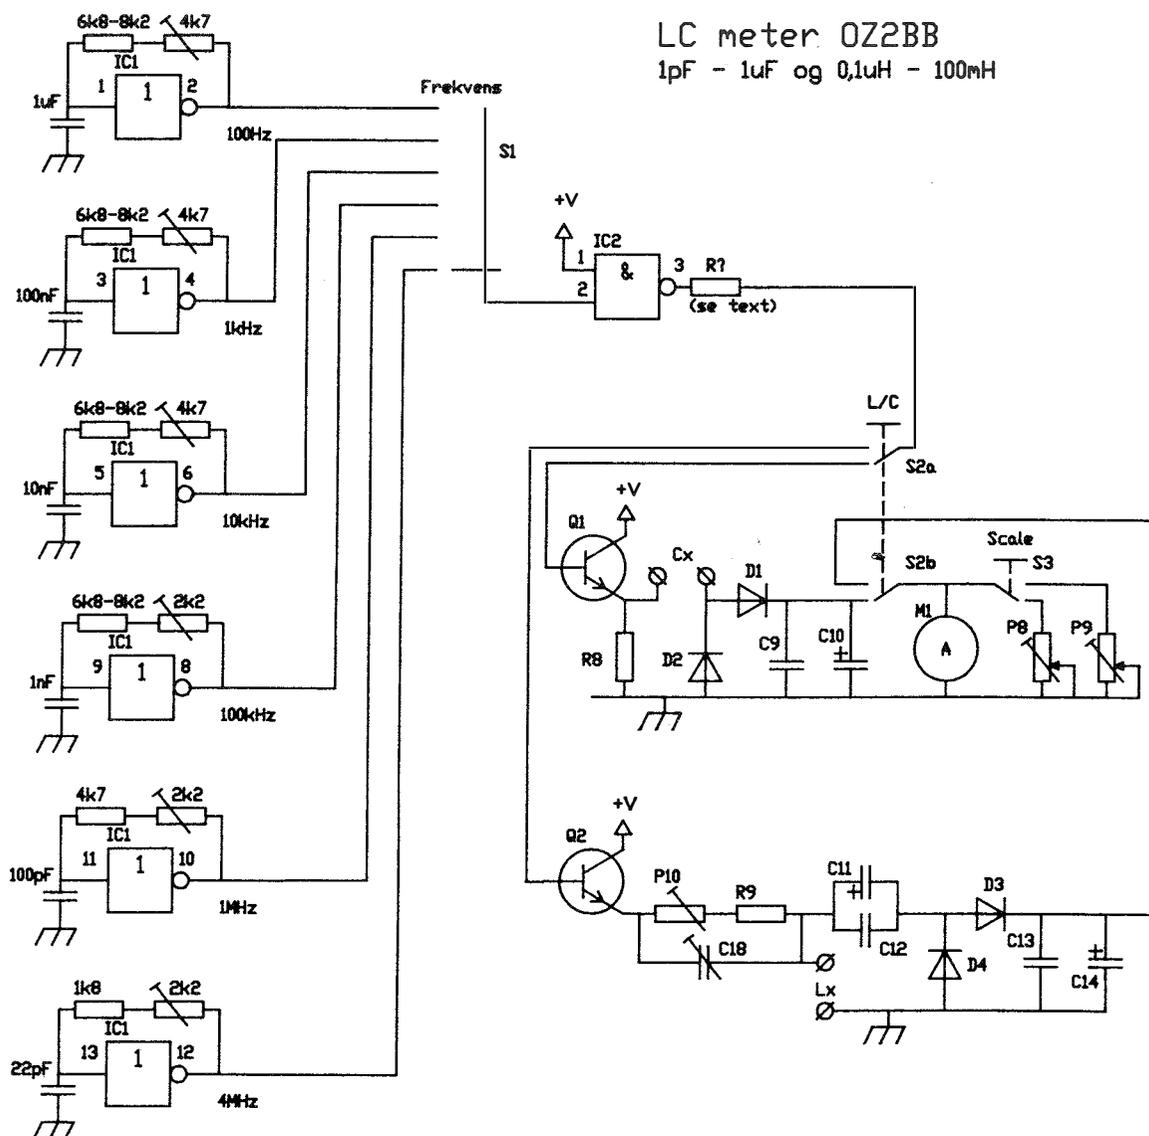 LC meter OZ2BB
1pF - 1uF og 0,1uH - 100mH
6k8-8k2 4k7
IC1
1 1 2
1uF
100Hz
Frekvens
S1
6k8-8k2 4k7
IC1
3 1 4
100nF
1kHz
+V
IC2
1 & 3 R?
2 (se text)
6k8-8k2 4k7
IC1
5 1 6
10nF
10kHz
L/C
S2a
+V
Q1
Cx
D1
S2b
Scale
S3
M1
A
P8
P9
R8
D2
C9
C10
+
6k8-8k2 2k2
IC1
9 1 8
1nF
100kHz
4k7 2k2
IC1
11 1 10
100pF
1MHz
+V
Q2
P10
R9
C11
+
C12
D3
C13
C18
D4
+
C14
Lx
1k8 2k2
IC1
13 1 12
22pF
4MHz